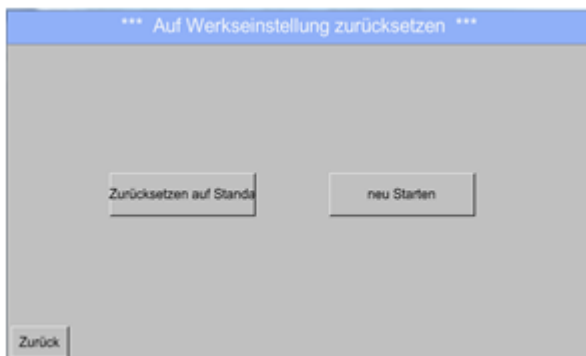 *** Auf Werkseinstellung zurücksetzen ***
Zurücksetzen auf Standa
neu Starten
Zurück